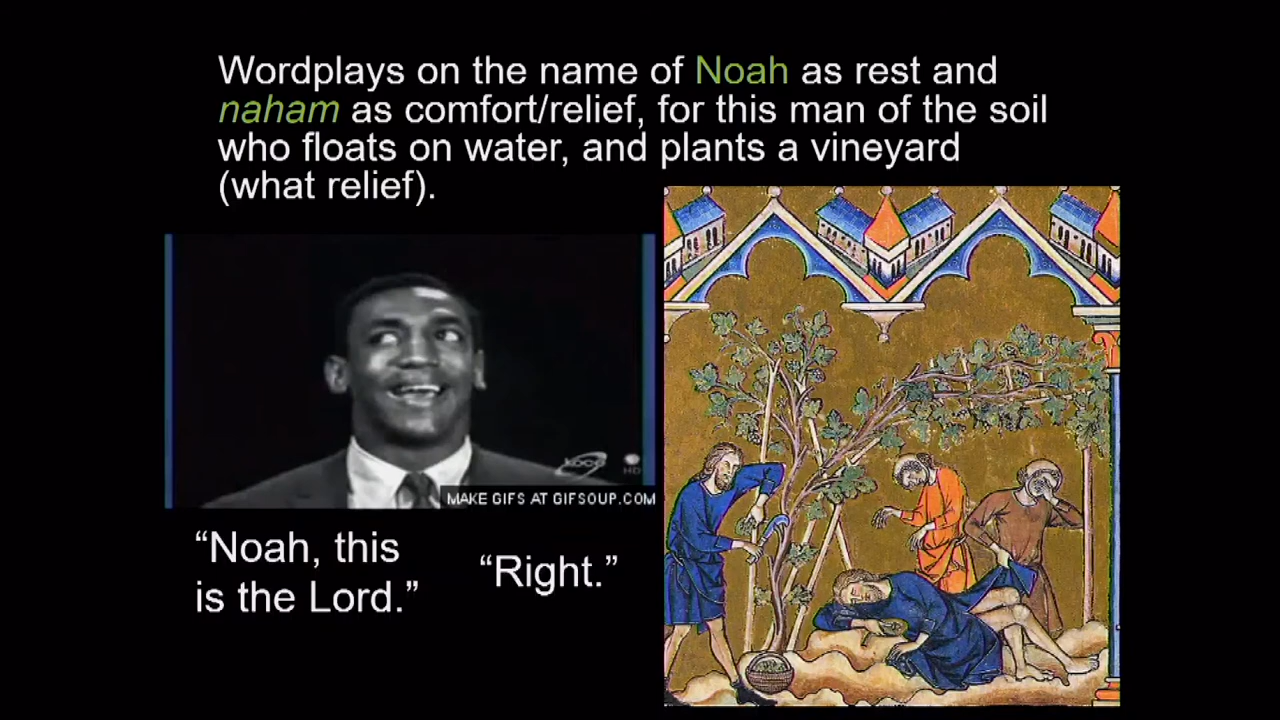 Wordplays on the name of Noah as rest and
naham as comfort/relief, for this man of the soil
who floats on water, and plants a vineyard
(what relief).
HD
MAKE GIFS AT GIFSOUP.COM
“Noah, this
is the Lord.”
“Right.”